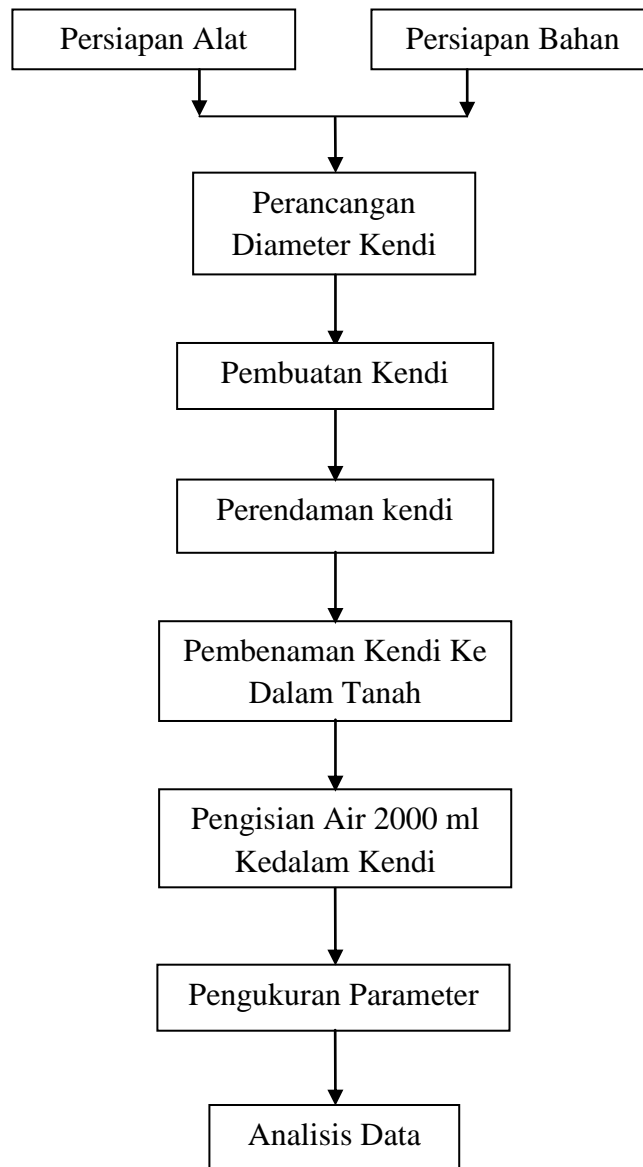 Persiapan Alat
Persiapan Bahan
Perancangan
Diameter Kendi
Pembuatan Kendi
Perendaman kendi
Pembenaman Kendi Ke
Dalam Tanah
Pengisian Air 2000 ml
Kedalam Kendi
Pengukuran Parameter
Analisis Data